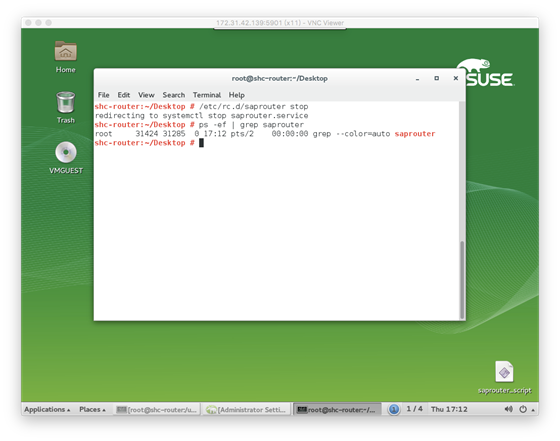 172.31.42.139:5901 (x11) - VNC Viewer
Home
Trash
VMGUEST
SUSE
root@shc-router:~/Desktop
File Edit View Search Terminal Help
shc-router:~/Desktop # /etc/rc.d/saprouter stop
redirecting to systemctl stop saprouter.service
shc-router:~/Desktop # ps -ef | grep saprouter
root 31424 31285 0 17:12 pts/2 00:00:00 grep --color=auto saprouter
shc-router:~/Desktop #
saprouter...script
Applications Places [root@shc-router:/u... [Administrator Setti... root@shc-router:~/... 1 / 4 Thu 17:12